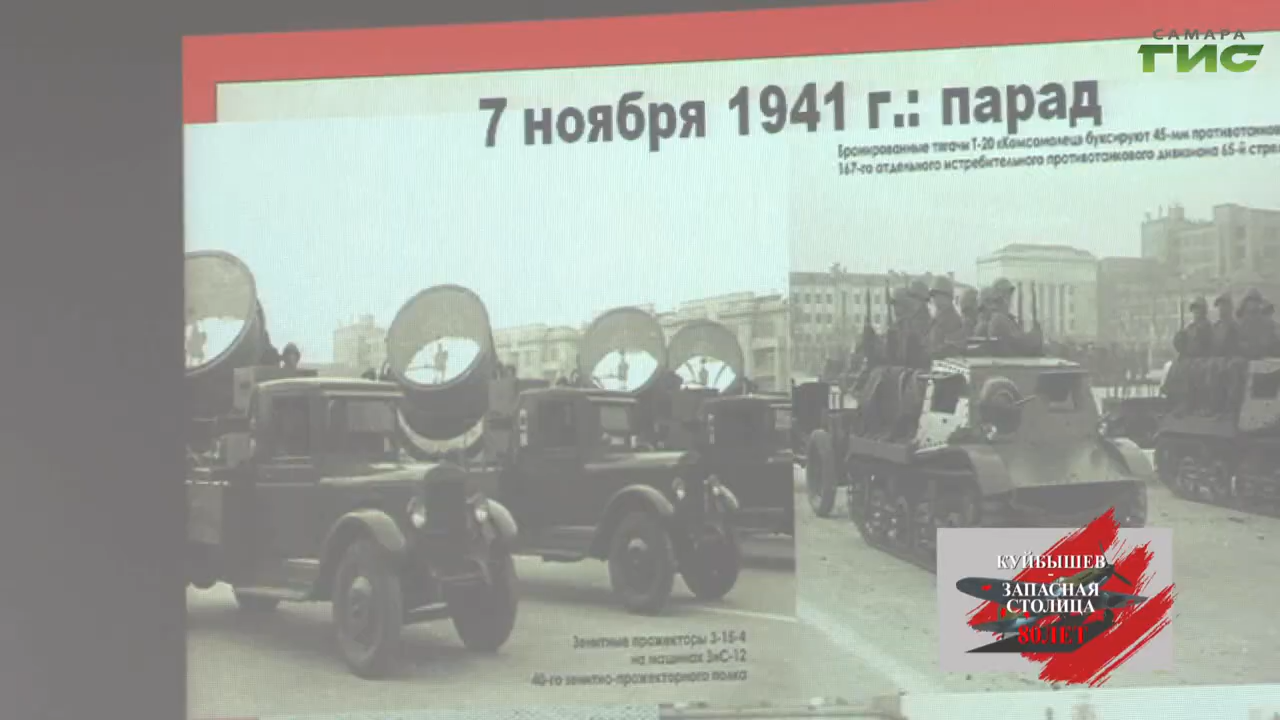 САМАРА
ГИС
7 ноября 1941 г.: парад
Бронированные тягачи Т-20 «Комсомолец» буксируют 45-мм
167-го отдельного истребительного противотанкового дивизиона 65-й
Зенитные прожекторы З-15-4
на машинах ЗиС-12
40-го зенитно-прожекторного полка
КУЙБЫШЕВ
-
ЗАПАСНАЯ
СТОЛИЦА
80 ЛЕТ